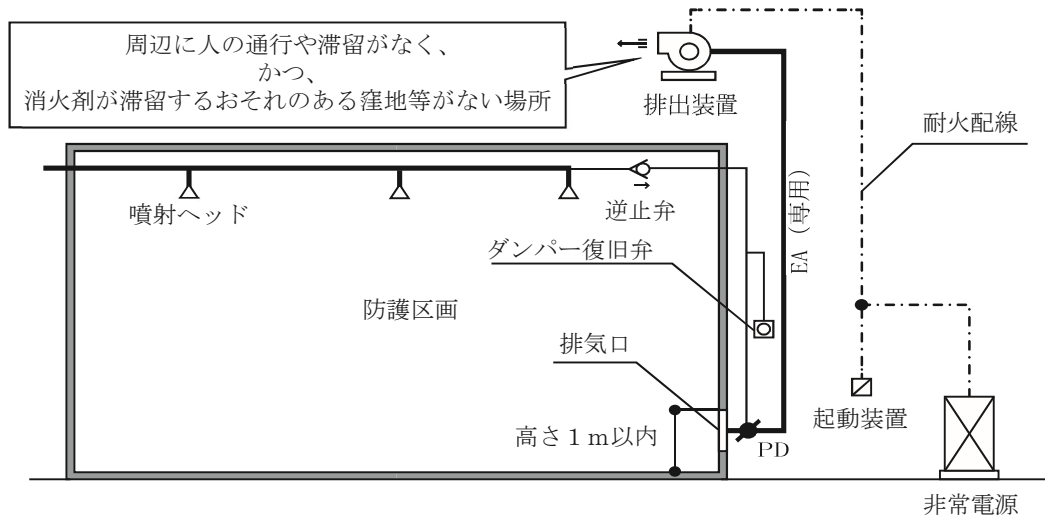 周辺に人の通行や滞留がなく、
かつ、
消火剤が滞留するおそれのある窪地等がない場所
排出装置
耐火配線
噴射ヘッド
逆止弁
EA（専用）
ダンパー復旧弁
防護区画
排気口
起動装置
高さ１ｍ以内
PD
非常電源